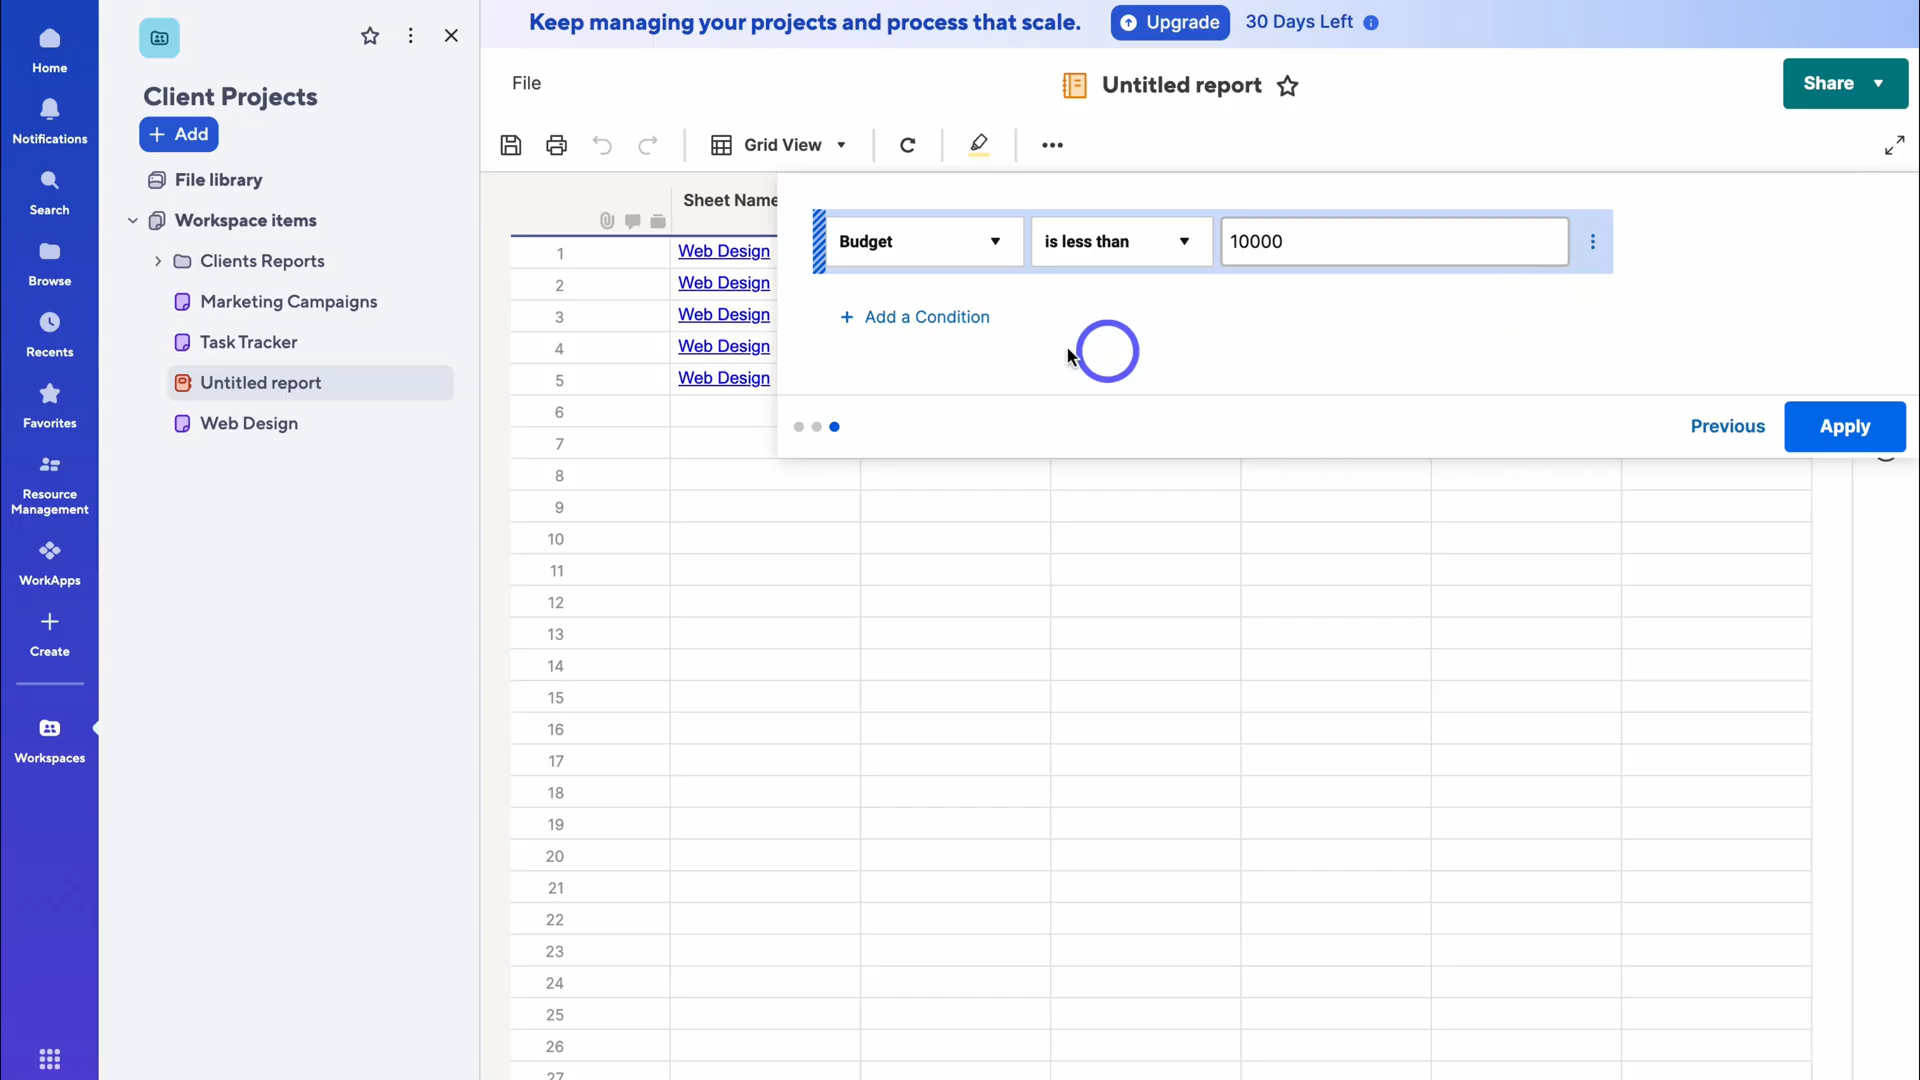 Home
Notifications
Search
Browse
Recents
Favorites
Resource
Management
WorkApps
Create
Workspaces
Client Projects
+ Add
File library
Workspace items
Clients Reports
Marketing Campaigns
Task Tracker
Untitled report
Web Design
Keep managing your projects and process that scale.
Upgrade
30 Days Left
File
Untitled report
Share
Grid View
Sheet Name
1 Web Design
2 Web Design
3 Web Design
4 Web Design
5 Web Design
6
7
8
9
10
11
12
13
14
15
16
17
18
19
20
21
22
23
24
25
26
27
Budget
is less than
10000
+ Add a Condition
Previous
Apply